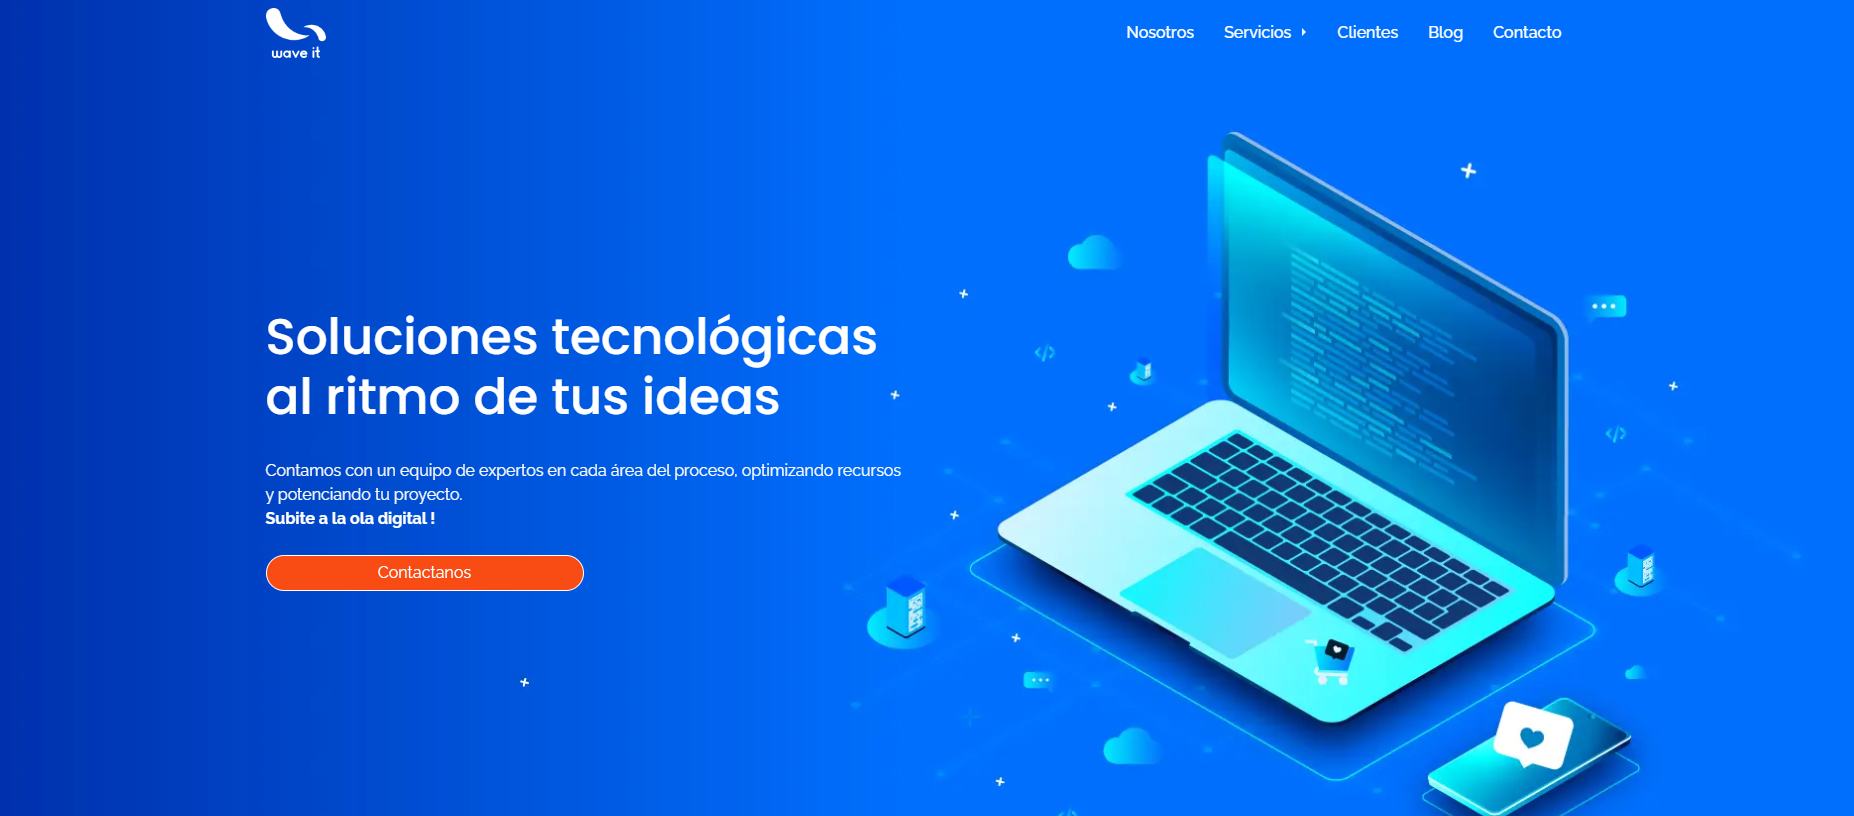 wave it
Nosotros Servicios Clientes Blog Contacto
Soluciones tecnológicas
al ritmo de tus ideas
Contamos con un equipo de expertos en cada área del proceso, optimizando recursos
y potenciando tu proyecto.
Subite a la ola digital !
Contactanos